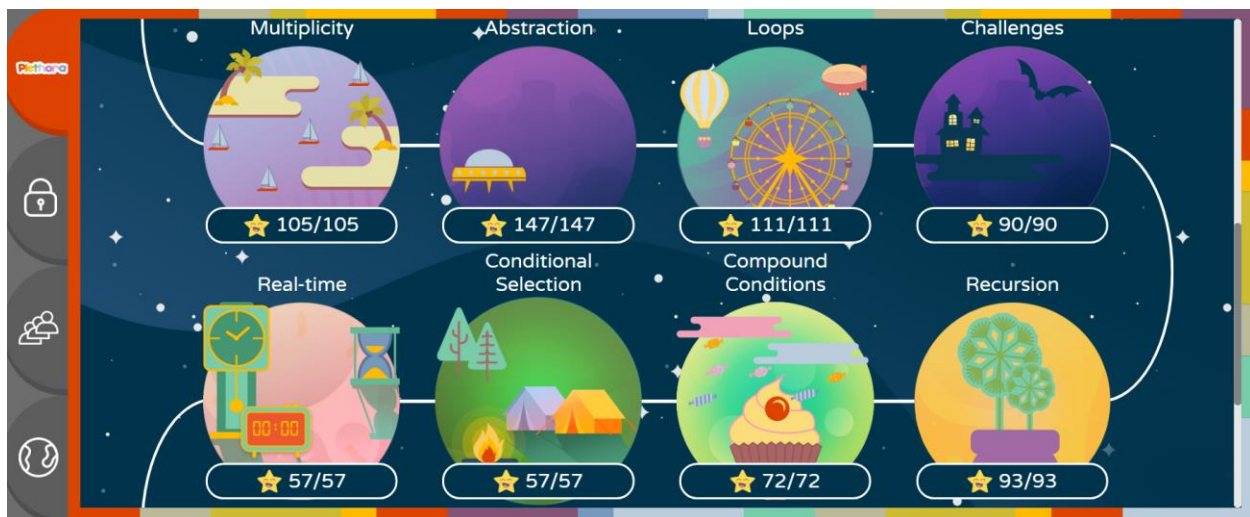 Plethora
Multiplicity
Abstraction
Loops
Challenges
105/105
147/147
111/111
90/90
Real-time
Conditional
Selection
Compound
Conditions
Recursion
00:00
57/57
57/57
72/72
93/93